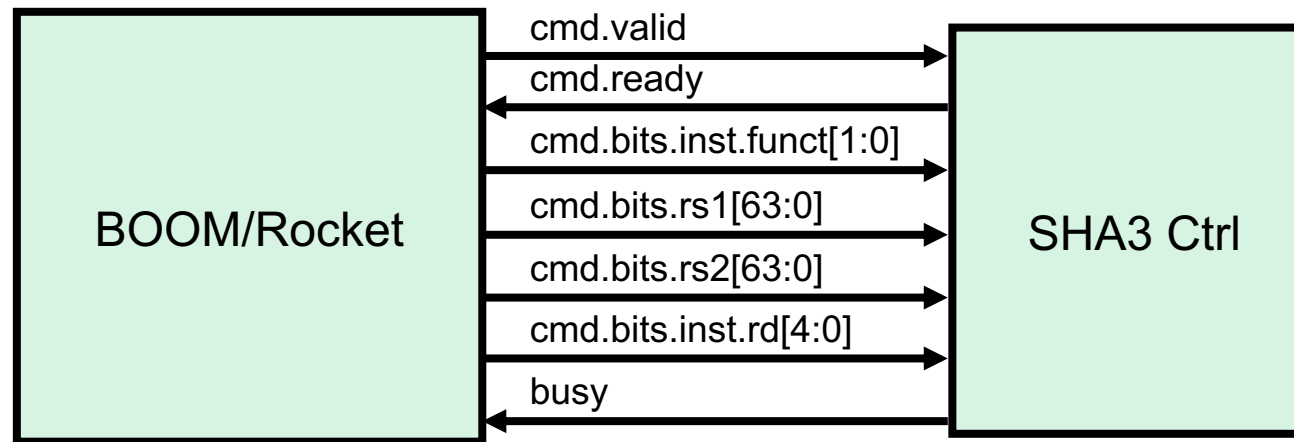 cmd.valid
cmd.ready
cmd.bits.inst.funct[1:0]
cmd.bits.rs1[63:0]
BOOM/Rocket
SHA3 Ctrl
cmd.bits.rs2[63:0]
cmd.bits.inst.rd[4:0]
busy